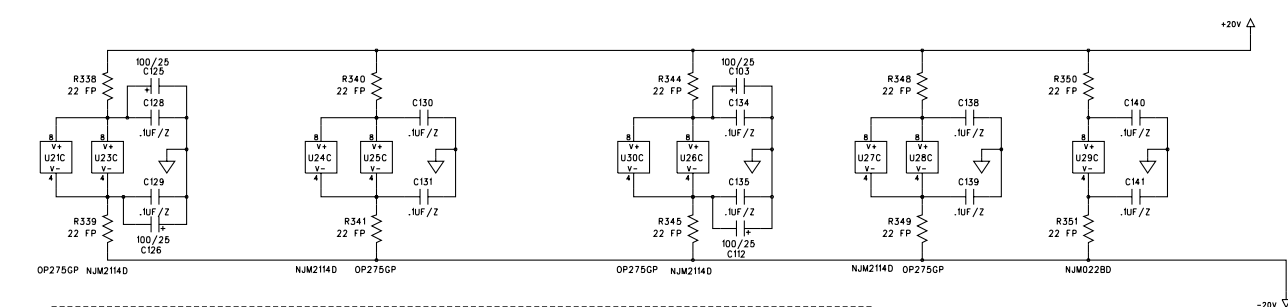 +20V
100/25
C125
R338
22 FP
C128
.1UF/Z
8
V+
U21C
V-
4
8
V+
U23C
V-
4
C129
.1UF/Z
R339
22 FP
100/25
C126
OP275GP
NJM2114D
R340
22 FP
C130
.1UF/Z
8
V+
U24C
V-
4
8
V+
U25C
V-
4
C131
.1UF/Z
R341
22 FP
NJM2114D
OP275GP
100/25
C103
R344
22 FP
C134
.1UF/Z
8
V+
U30C
V-
4
8
V+
U26C
V-
4
C135
.1UF/Z
R345
22 FP
100/25
C112
OP275GP
NJM2114D
R348
22 FP
C138
.1UF/Z
8
V+
U27C
V-
4
8
V+
U28C
V-
4
C139
.1UF/Z
R349
22 FP
NJM2114D
OP275GP
R350
22 FP
C140
.1UF/Z
8
V+
U29C
V-
4
C141
.1UF/Z
R351
22 FP
NJM022BD
-20V